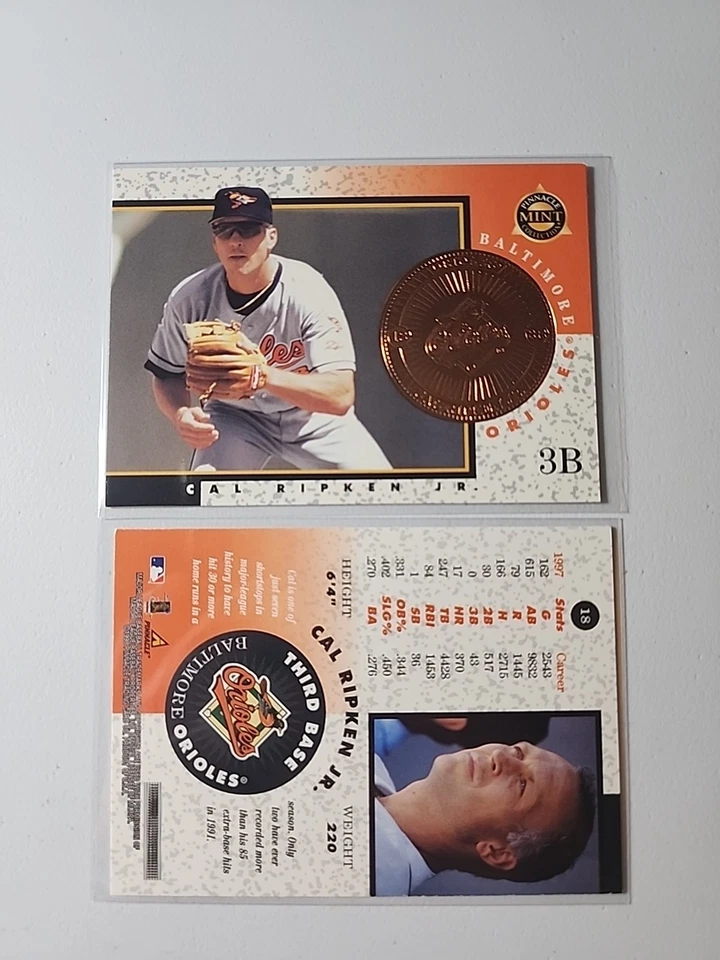 PINNACLE
MINT
COLLECTION
BALTIMORE
ORIOLES®
Orioles
3B
CAL RIPKEN JR.
18
1997 Stats Career
162 G 2543
615 AB 9832
79 R 1445
166 H 2715
30 2B 517
0 3B 43
17 HR 370
247 TB 4428
84 RBI 1453
1 SB 36
.331 OB% .344
.402 SLG% .450
.270 BA .276
HEIGHT
6'4"
CAL RIPKEN JR.
WEIGHT
220
THIRD BASE
Orioles
BALTIMORE ORIOLES®
Cal is one of
just seven
shortstops in
major-league
history to have
hit 30 or more
home runs in a
season. Only
two have ever
recorded more
than his 85
extra-base hits
in 1991.
PINNACLE